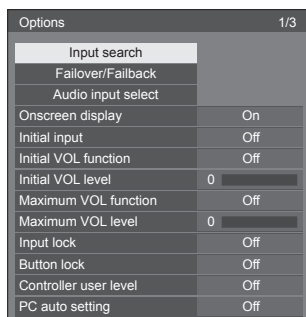 Options 1/3
Input search
Failover/Failback
Audio input select
Onscreen display On
Initial input Off
Initial VOL function Off
Initial VOL level 0
Maximum VOL function Off
Maximum VOL level 0
Input lock Off
Button lock Off
Controller user level Off
PC auto setting Off